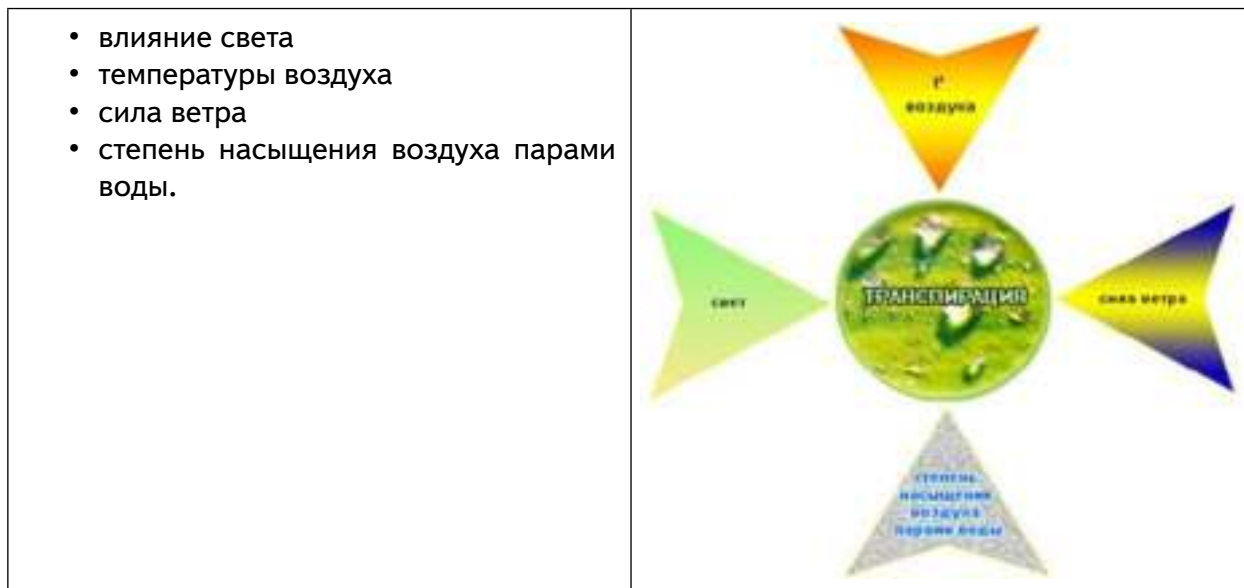 • влияние света
• температуры воздуха
• сила ветра
• степень насыщения воздуха парами
воды.
t°
воздуха
свет
ТРАНСПИРАЦИЯ
сила ветра
степень
насыщения
воздуха
парами воды